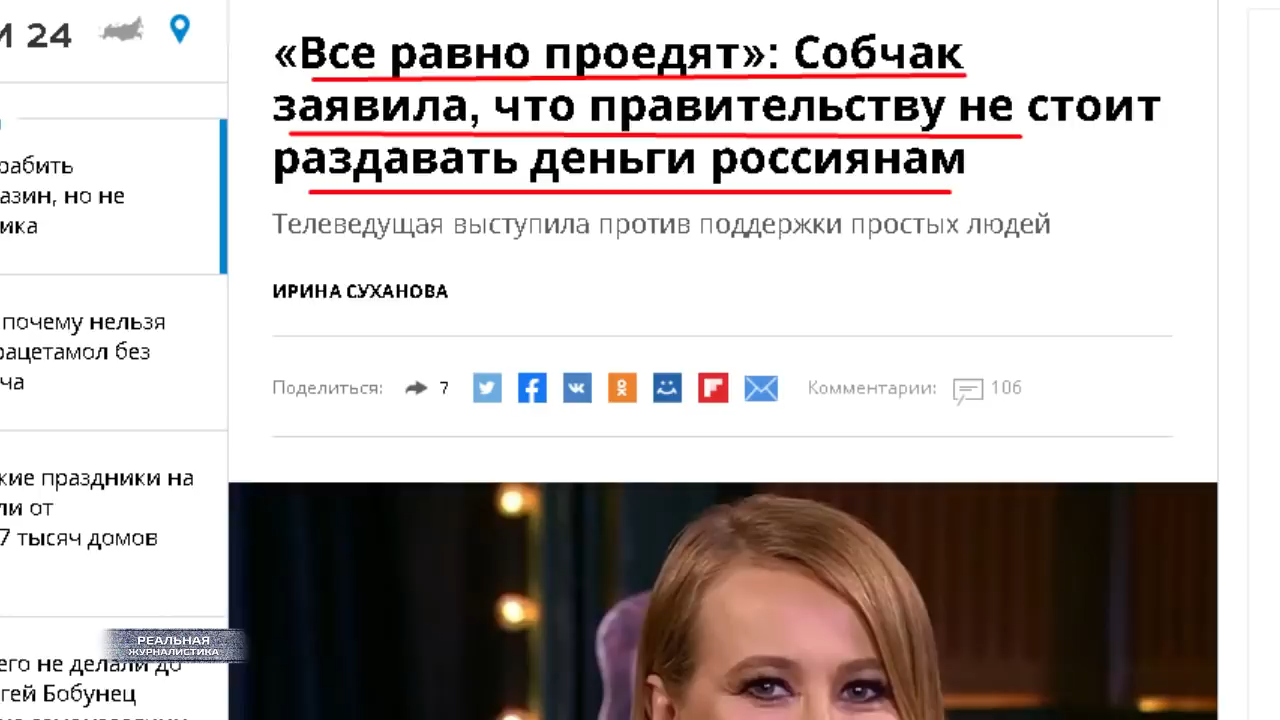 И 24
рабить
азин, но не
ика
почему нельзя
рацетамол без
ча
кие праздники на
ли от
7 тысяч домов
РЕАЛЬНАЯ
ЖУРНАЛИСТИКА
его не делали до
гей Бобунец
«Все равно проедят»: Собчак
заявила, что правительству не стоит
раздавать деньги россиянам
Телеведущая выступила против поддержки простых людей
ИРИНА СУХАНОВА
Поделиться: 7 Комментарии: 106